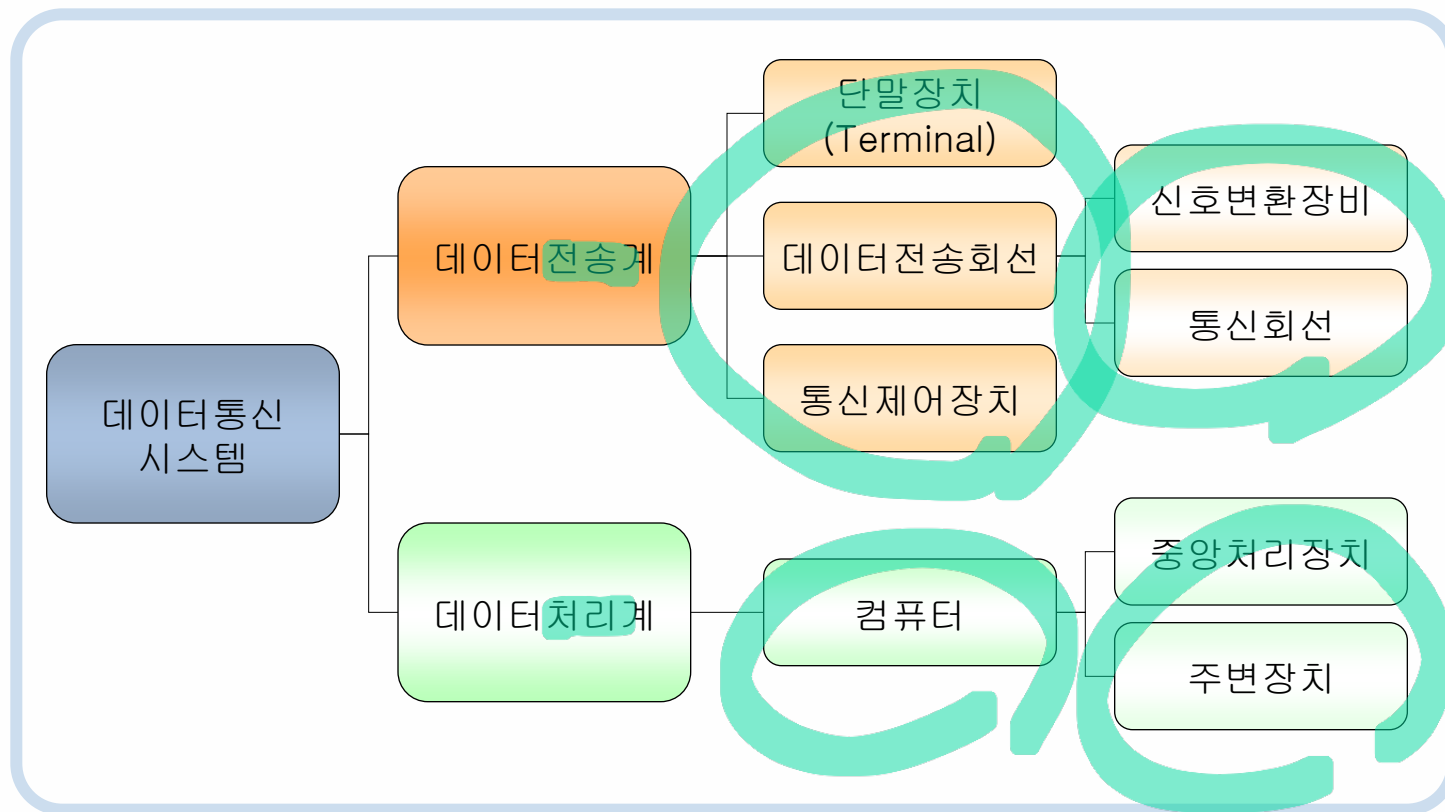 단말장치
(Terminal)
신호변환장비
데이터전송계
데이터전송회선
통신회선
통신제어장치
데이터통신
시스템
중앙처리장치
데이터처리계
컴퓨터
주변장치